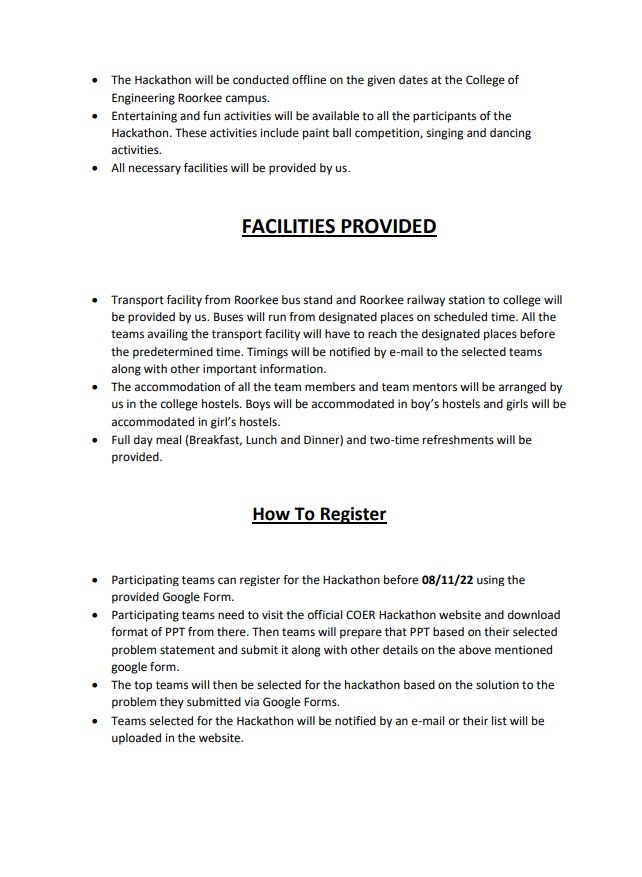 • The Hackathon will be conducted offline on the given dates at the College of
Engineering Roorkee campus.
• Entertaining and fun activities will be available to all the participants of the
Hackathon. These activities include paint ball competition, singing and dancing
activities.
• All necessary facilities will be provided by us.
FACILITIES PROVIDED
• Transport facility from Roorkee bus stand and Roorkee railway station to college will
be provided by us. Buses will run from designated places on scheduled time. All the
teams availing the transport facility will have to reach the designated places before
the predetermined time. Timings will be notified by e-mail to the selected teams
along with other important information.
• The accommodation of all the team members and team mentors will be arranged by
us in the college hostels. Boys will be accommodated in boy’s hostels and girls will be
accommodated in girl’s hostels.
• Full day meal (Breakfast, Lunch and Dinner) and two-time refreshments will be
provided.
How To Register
• Participating teams can register for the Hackathon before 08/11/22 using the
provided Google Form.
• Participating teams need to visit the official COER Hackathon website and download
format of PPT from there. Then teams will prepare that PPT based on their selected
problem statement and submit it along with other details on the above mentioned
google form.
• The top teams will then be selected for the hackathon based on the solution to the
problem they submitted via Google Forms.
• Teams selected for the Hackathon will be notified by an e-mail or their list will be
uploaded in the website.